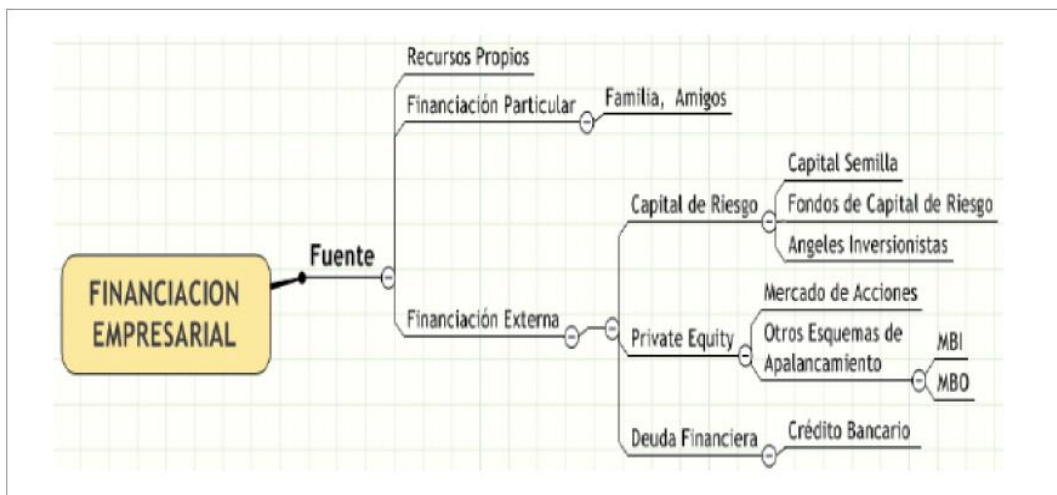 FINANCIACION
EMPRESARIAL
Fuente
Recursos Propios
Financiación Particular
Familia, Amigos
Financiación Externa
Capital de Riesgo
Capital Semilla
Fondos de Capital de Riesgo
Angeles Inversionistas
Private Equity
Mercado de Acciones
Otros Esquemas de
Apalancamiento
MBI
MBO
Deuda Financiera
Crédito Bancario